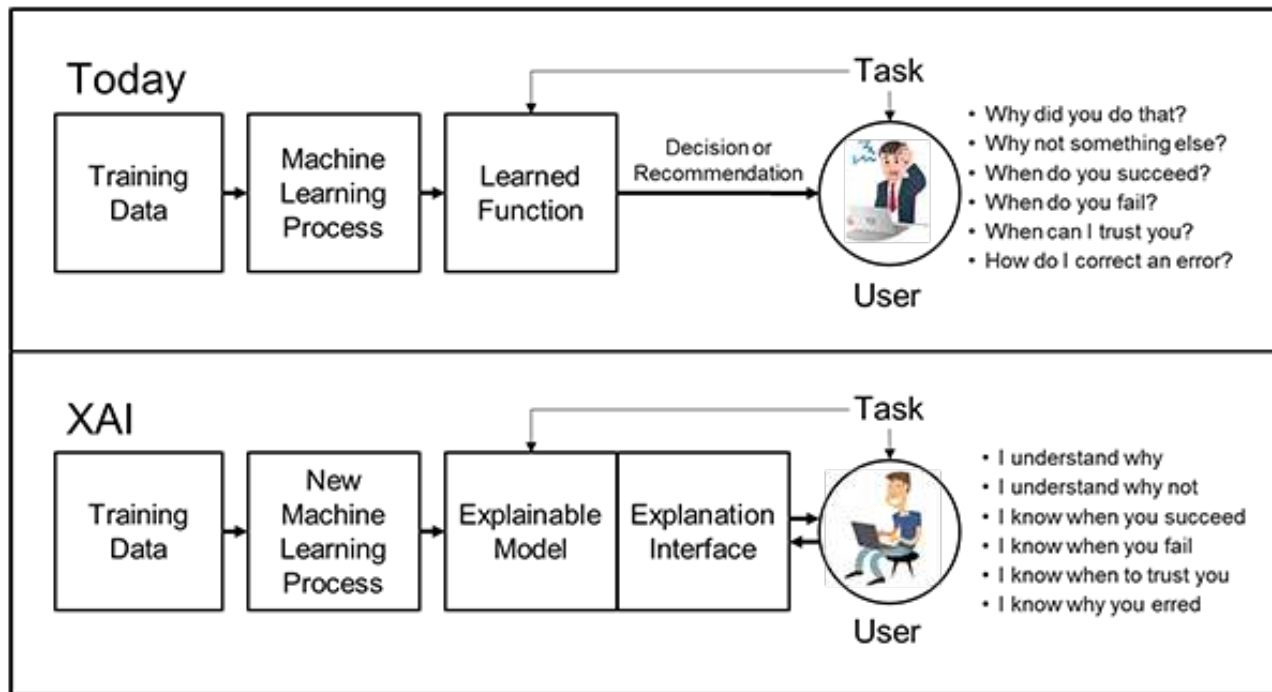 Today
Task
Training
Data
Machine
Learning
Process
Learned
Function
Decision or
Recommendation
User
• Why did you do that?
• Why not something else?
• When do you succeed?
• When do you fail?
• When can I trust you?
• How do I correct an error?
XAI
Task
Training
Data
New
Machine
Learning
Process
Explainable
Model
Explanation
Interface
User
• I understand why
• I understand why not
• I know when you succeed
• I know when you fail
• I know when to trust you
• I know why you erred